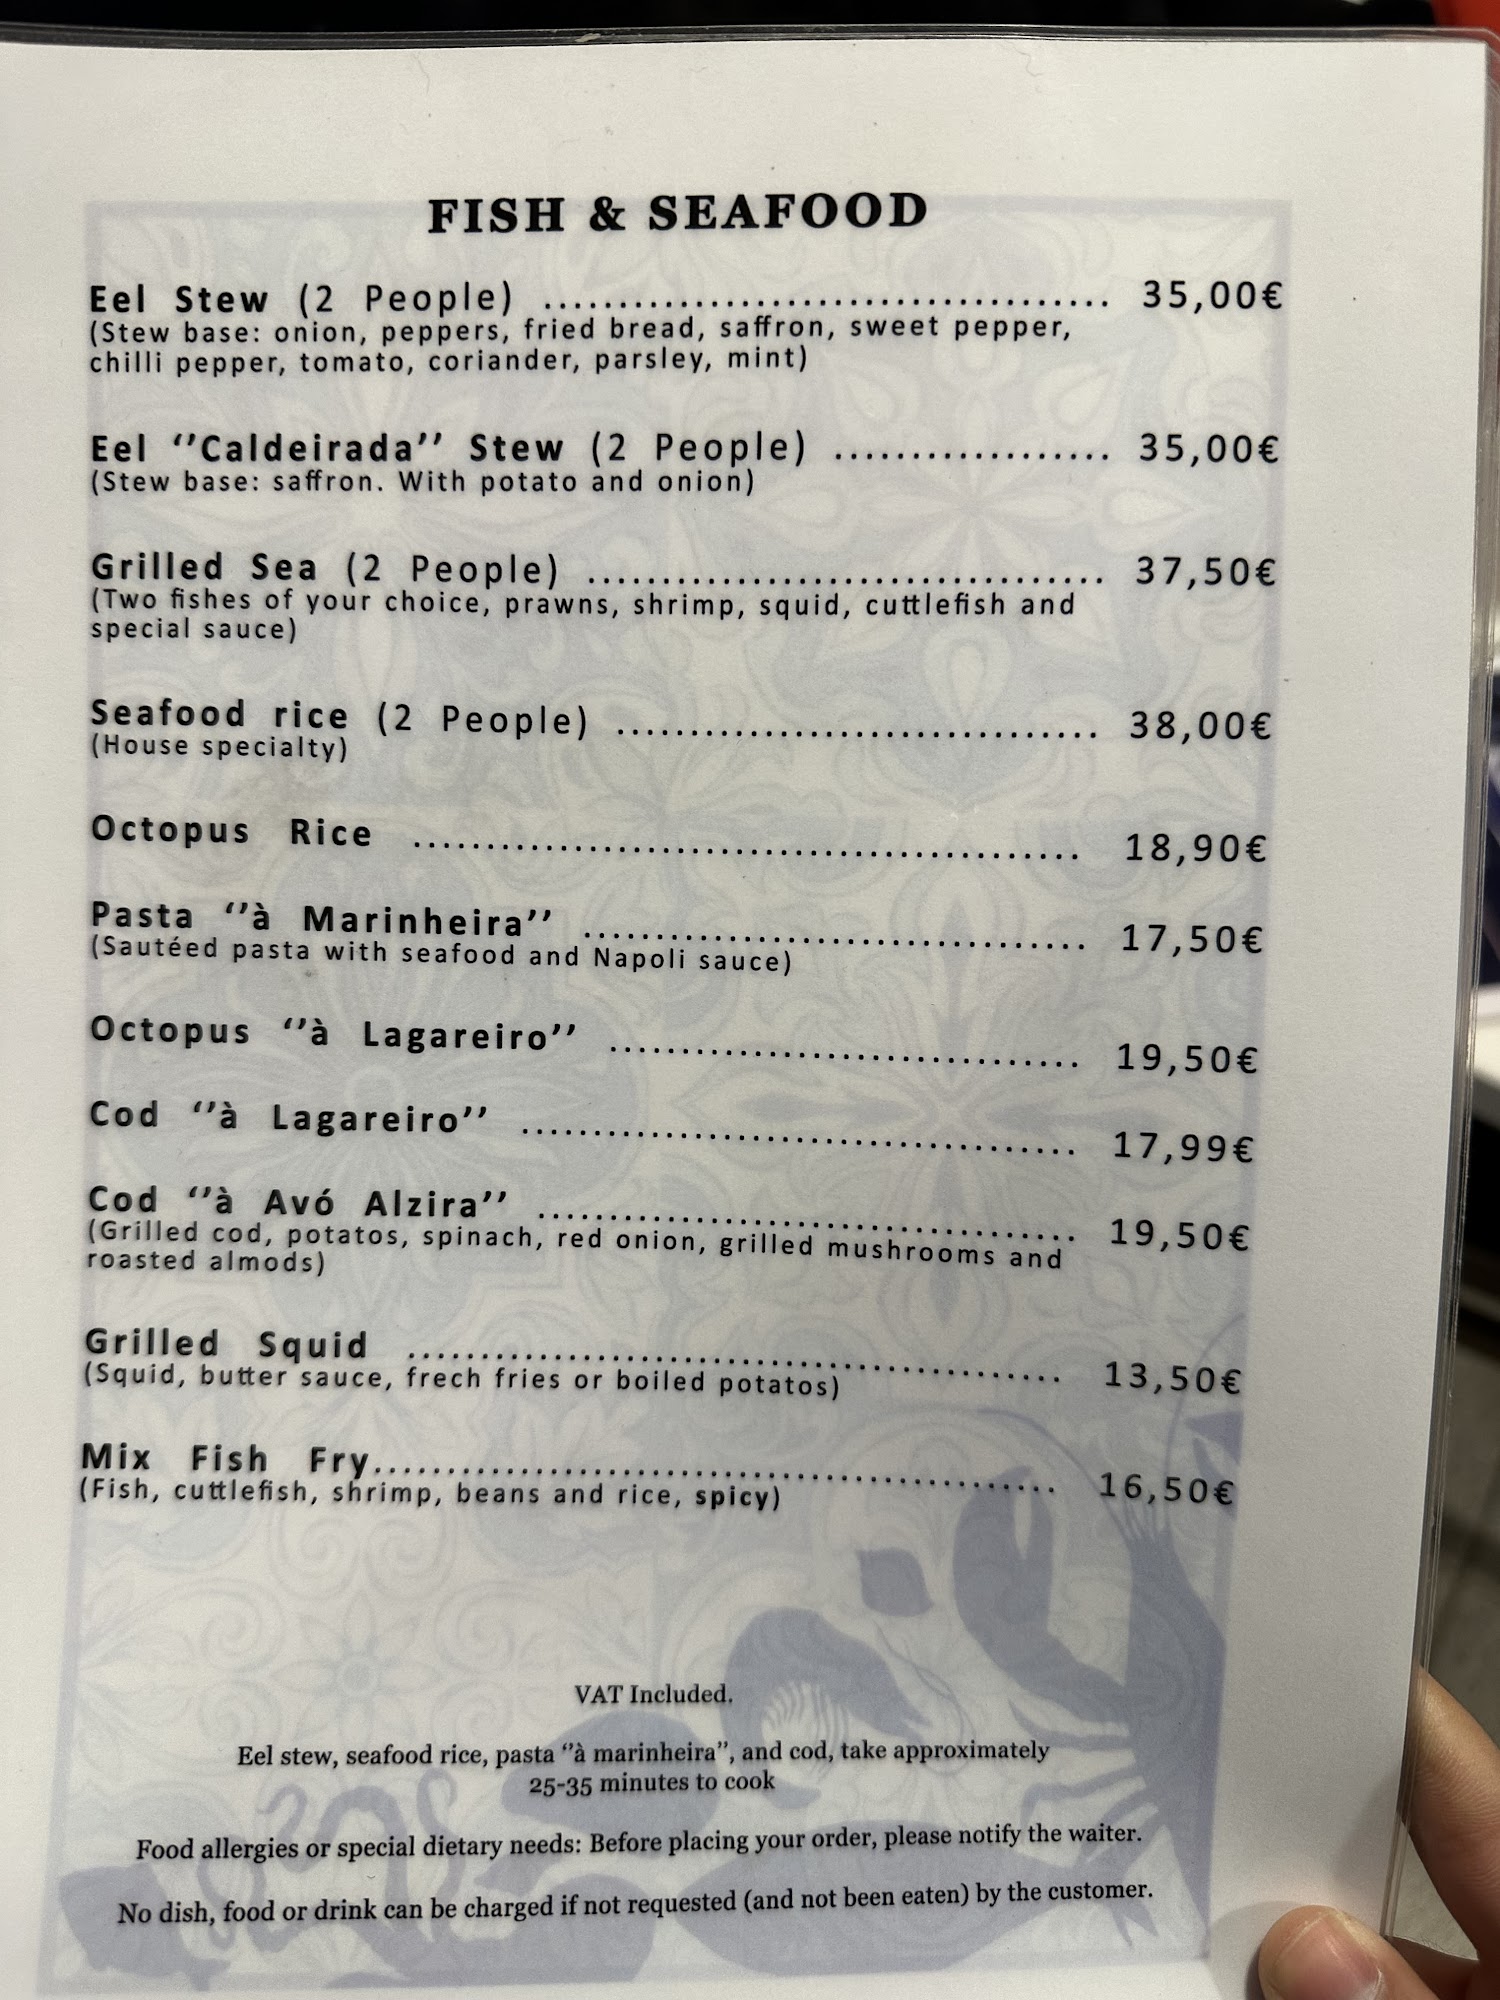 FISH & SEAFOOD
Eel Stew (2 People) ...................................... 35,00€
(Stew base: onion, peppers, fried bread, saffron, sweet pepper,
chilli pepper, tomato, coriander, parsley, mint)
Eel ‘’Caldeirada’’ Stew (2 People) ................... 35,00€
(Stew base: saffron. With potato and onion)
Grilled Sea (2 People) ................................... 37,50€
(Two fishes of your choice, prawns, shrimp, squid, cuttlefish and
special sauce)
Seafood rice (2 People) ................................. 38,00€
(House specialty)
Octopus Rice .............................................. 18,90€
Pasta ‘’à Marinheira’’ ................................... 17,50€
(Sautéed pasta with seafood and Napoli sauce)
Octopus ‘’à Lagareiro’’ ................................. 19,50€
Cod ‘’à Lagareiro’’ ...................................... 17,99€
Cod ‘’à Avó Alzira’’ ..................................... 19,50€
(Grilled cod, potatos, spinach, red onion, grilled mushrooms and
roasted almods)
Grilled Squid ............................................. 13,50€
(Squid, butter sauce, frech fries or boiled potatos)
Mix Fish Fry............................................... 16,50€
(Fish, cuttlefish, shrimp, beans and rice, spicy)
VAT Included.
Eel stew, seafood rice, pasta ‘’à marinheira’’, and cod, take approximately
25-35 minutes to cook
Food allergies or special dietary needs: Before placing your order, please notify the waiter.
No dish, food or drink can be charged if not requested (and not been eaten) by the customer.